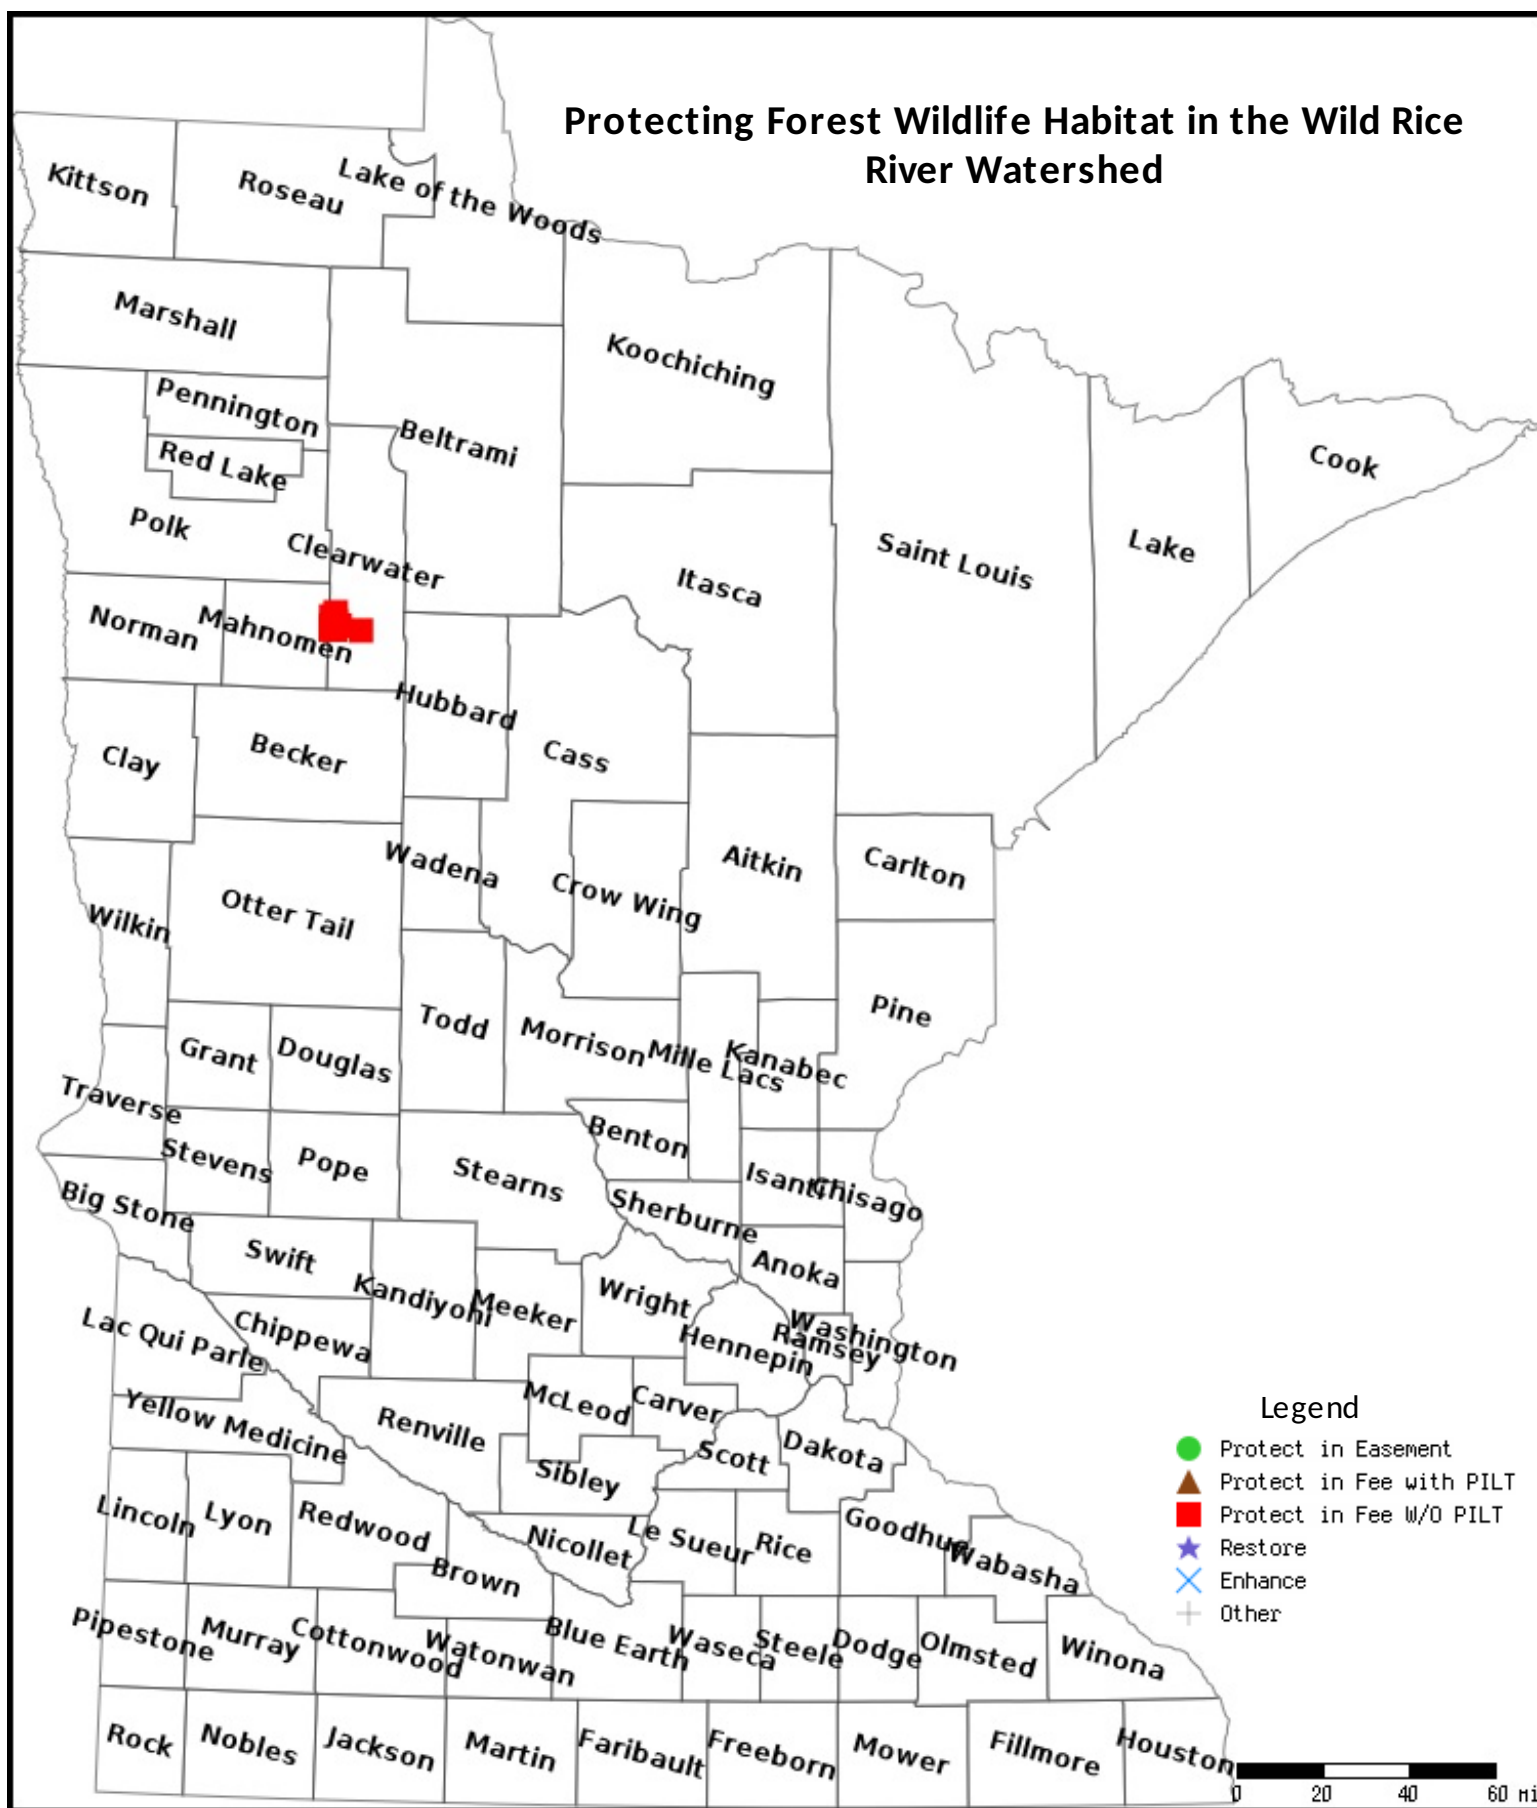 Protecting Forest Wildlife Habitat in the Wild Rice
River Watershed
Kittson
Roseau
Lake of the Woods
Marshall
Koochiching
Pennington
Beltrami
Red Lake
Cook
Polk
Clearwater
Saint Louis
Lake
Itasca
Norman
Mahnomen
Hubbard
Clay
Becker
Cass
Wadena
Aitkin
Carlton
Crow Wing
Otter Tail
Wilkin
Pine
Todd
Morrison
Mille Lacs
Kanabec
Grant
Douglas
Traverse
Benton
Stevens
Pope
Stearns
Isanti
Chisago
Big Stone
Sherburne
Swift
Anoka
Kandiyohi
Meeker
Wright
Lac Qui Parle
Chippewa
Hennepin
Ramsey
Washington
McLeod
Carver
Yellow Medicine
Renville
Scott
Dakota
Sibley
Lincoln
Lyon
Redwood
Nicollet
Le Sueur
Rice
Goodhue
Wabasha
Brown
Pipestone
Murray
Cottonwood
Watonwan
Blue Earth
Waseca
Steele
Dodge
Olmsted
Winona
Rock
Nobles
Jackson
Martin
Faribault
Freeborn
Mower
Fillmore
Houston
Legend
Protect in Easement
Protect in Fee with PILT
Protect in Fee W/O PILT
Restore
Enhance
Other
0 20 40 60 Mi